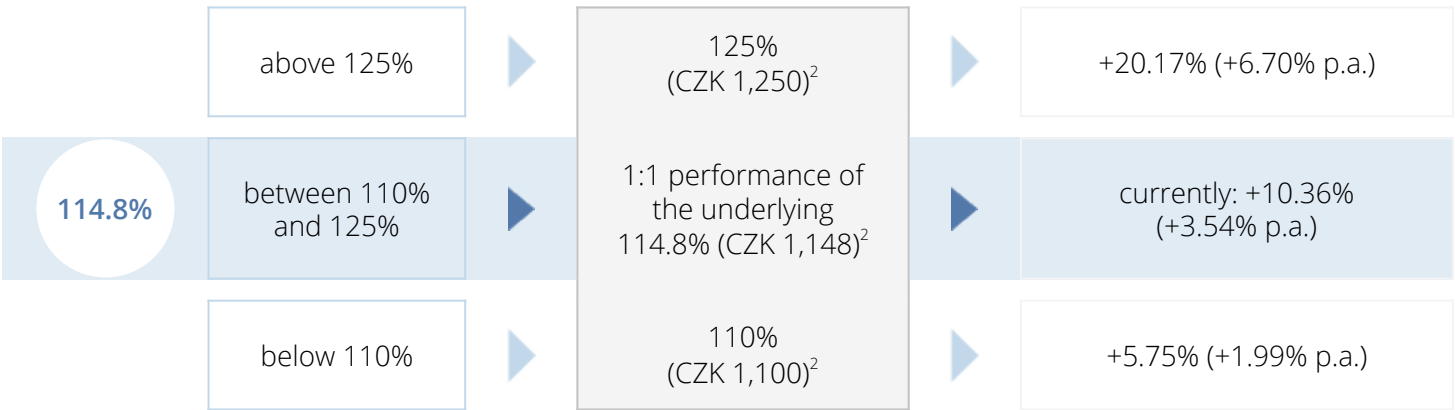 above 125%
125%
(CZK 1,250)²
+20.17% (+6.70% p.a.)
114.8%
between 110%
and 125%
1:1 performance of
the underlying
114.8% (CZK 1,148)²
currently: +10.36%
(+3.54% p.a.)
below 110%
110%
(CZK 1,100)²
+5.75% (+1.99% p.a.)